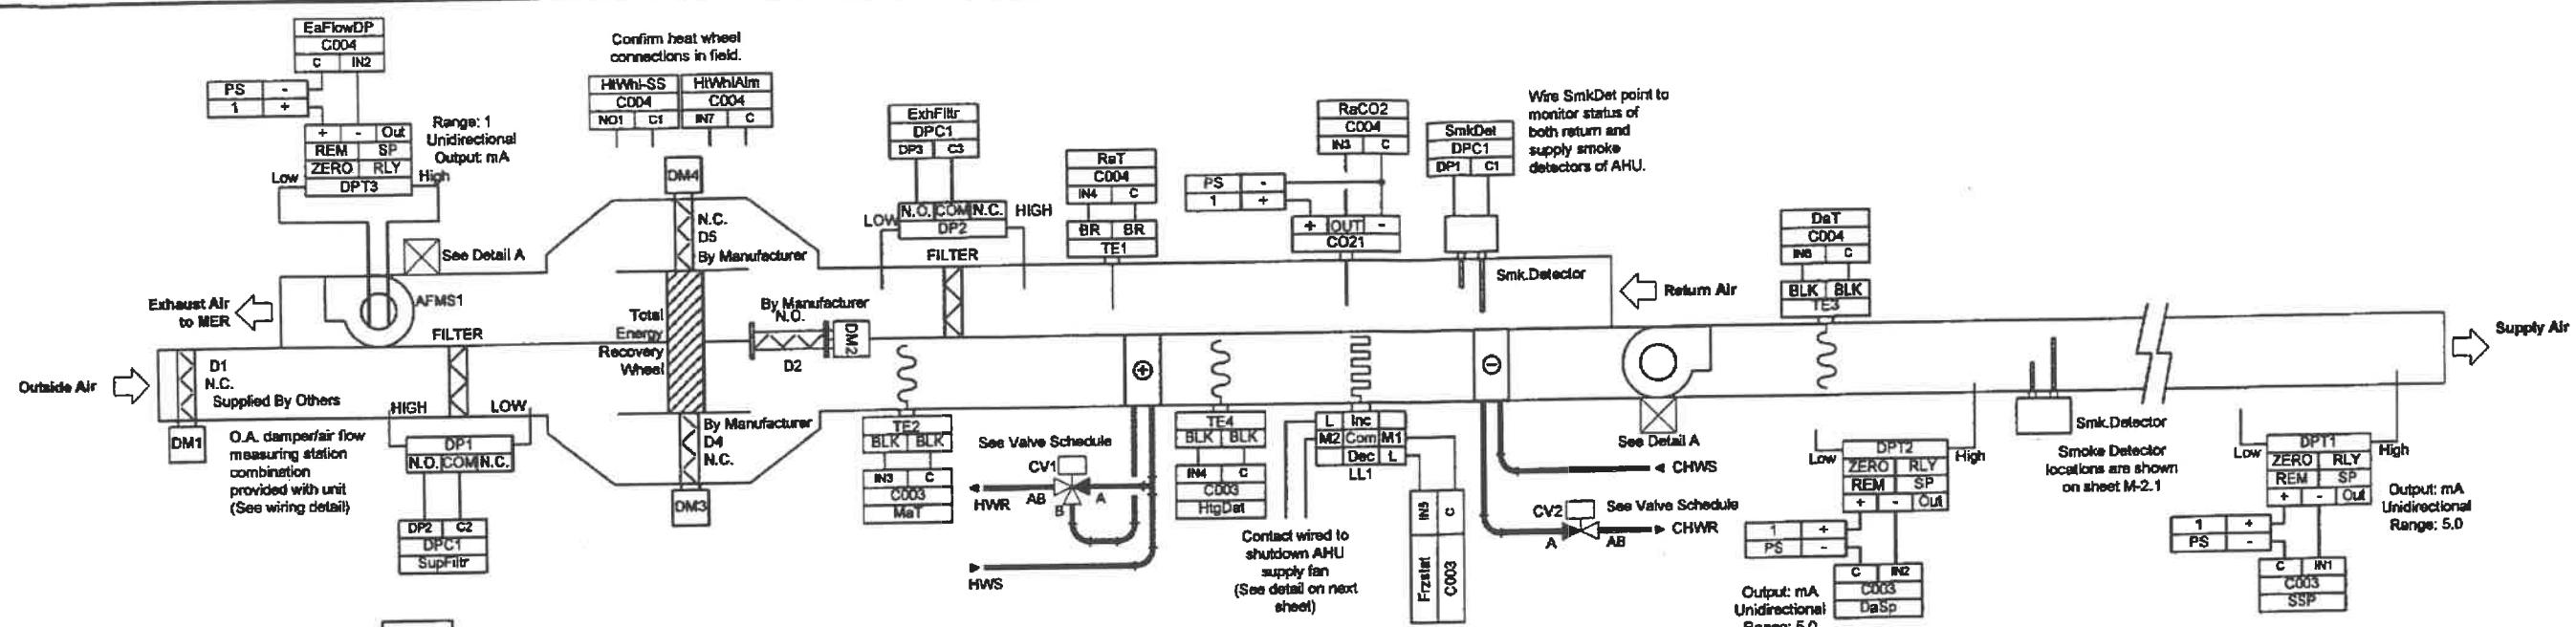 EaFlowDP
C004
C IN2
PS -
1 +
+ - Out
REM SP
ZERO RLY
Low DPT3 High
Range: 1
Unidirectional
Output: mA
Confirm heat wheel
connections in field.
HtWhl-SS HtWhlAlm
C004 C004
NO1 C1 IN7 C
DM4
N.C.
D5
By Manufacturer
See Detail A
AFMS1
Exhaust Air
to MER
ExhFiltr
DPC1
DP3 C3
LOW N.O. COM N.C. HIGH
DP2
FILTER
RaT
C004
IN4 C
BR BR
TE1
RaCO2
C004
IN3 C
PS -
1 +
+ OUT -
CO21
SmkDet
DPC1
DP1 C1
Wire SmkDet point to
monitor status of
both return and
supply smoke
detectors of AHU.
Smk.Detector
Return Air
DaT
C004
IN6 C
BLK BLK
TE3
Supply Air
Outside Air
D1
N.C.
Supplied By Others
DM1
FILTER
HIGH LOW
DP1
N.O. COM N.C.
DP2 C2
DPC1
SupFiltr
O.A. damper/air flow
measuring station
combination
provided with unit
(See wiring detail)
Total
Energy
Recovery
Wheel
By Manufacturer
N.O.
DM2
D2
By Manufacturer
D4
N.C.
DM3
TE2
BLK BLK
IN3 C
C003
MaT
See Valve Schedule
CV1
HWR AB A
B
HWS
TE4
BLK BLK
IN4 C
C003
HtgDat
L Inc
M2 Com M1
Dec L
LL1
Contact wired to
shutdown AHU
supply fan
(See detail on next
sheet)
IN5 C
Frzstat C003
CHWS
CV2 See Valve Schedule
A AB CHWR
See Detail A
Low DPT2 High
ZERO RLY
REM SP
+ - Out
1 +
PS -
C IN2
C003
DaSp
Output: mA
Unidirectional
Range: 5.0
Smk.Detector
Smoke Detector
locations are shown
on sheet M-2.1
Low DPT1 High
ZERO RLY
REM SP
+ - Out
1 +
PS -
C IN1
C003
SSP
Output: mA
Unidirectional
Range: 5.0